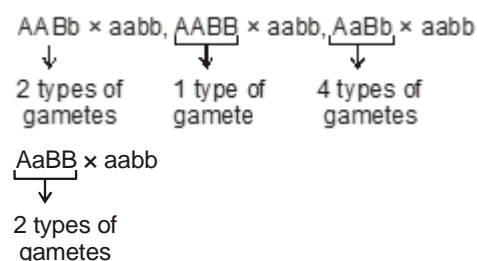 AABb × aabb, AABB × aabb, AaBb × aabb
2 types of 1 type of 4 types of
gametes gamete gametes
AaBB × aabb
2 types of
gametes